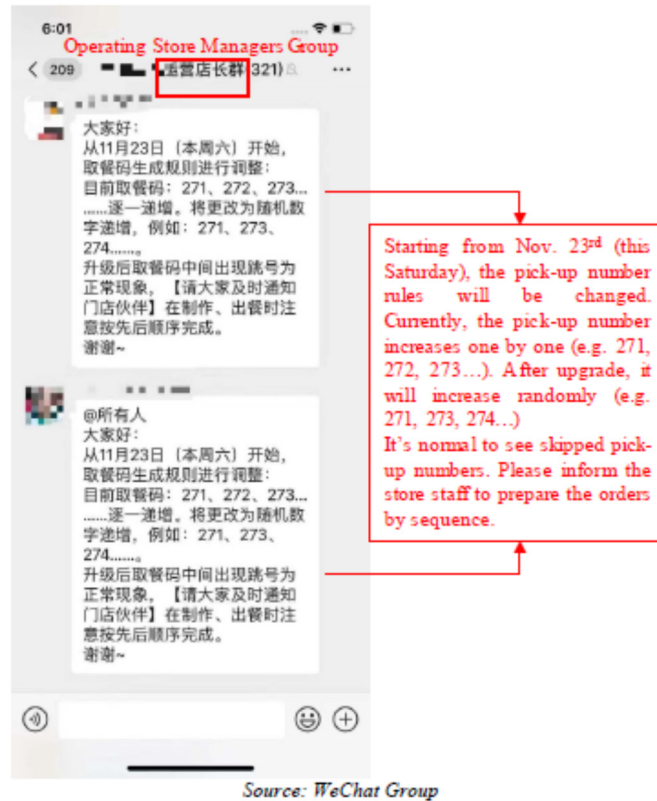 6:01
Operating Store Managers Group
209
运营店长群(321)
大家好：
从11月23日（本周六）开始，
取餐码生成规则进行调整：
目前取餐码：271、272、273...
......逐一递增。将更改为随机数
字递增，例如：271、273、
274......。
升级后取餐码中间出现跳号为
正常现象，【请大家及时通知
门店伙伴】在制作、出餐时注
意按先后顺序完成。
谢谢~
@所有人
大家好：
从11月23日（本周六）开始，
取餐码生成规则进行调整：
目前取餐码：271、272、273...
......逐一递增。将更改为随机数
字递增，例如：271、273、
274......。
升级后取餐码中间出现跳号为
正常现象，【请大家及时通知
门店伙伴】在制作、出餐时注
意按先后顺序完成。
谢谢~
Starting from Nov. 23rd (this
Saturday), the pick-up number
rules will be changed.
Currently, the pick-up number
increases one by one (e.g. 271,
272, 273…). After upgrade, it
will increase randomly (e.g.
271, 273, 274…)
It's normal to see skipped pick-
up numbers. Please inform the
store staff to prepare the orders
by sequence.
Source: WeChat Group